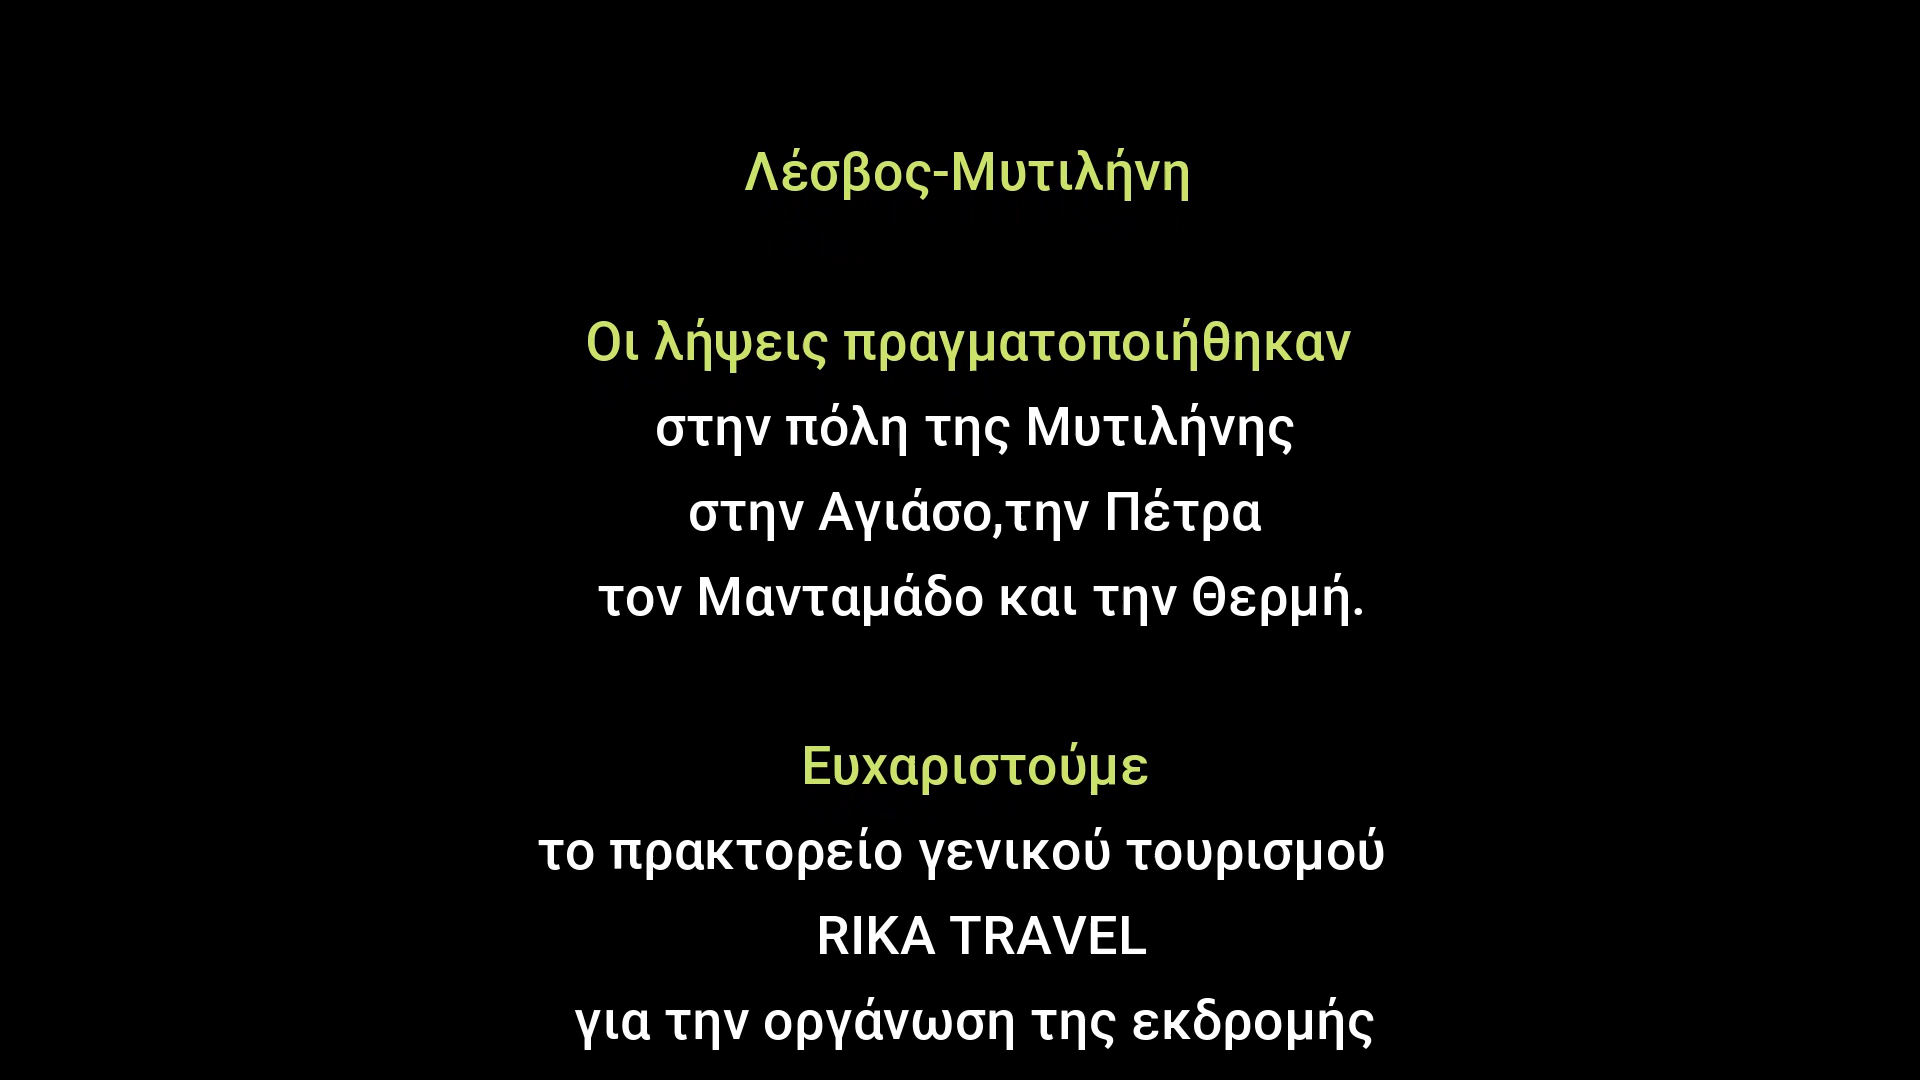 Λέσβος-Μυτιλήνη
Οι λήψεις πραγματοποιήθηκαν
στην πόλη της Μυτιλήνης
στην Αγιάσο,την Πέτρα
τον Μανταμάδο και την Θερμή.
Ευχαριστούμε
το πρακτορείο γενικού τουρισμού
RIKA TRAVEL
για την οργάνωση της εκδρομής